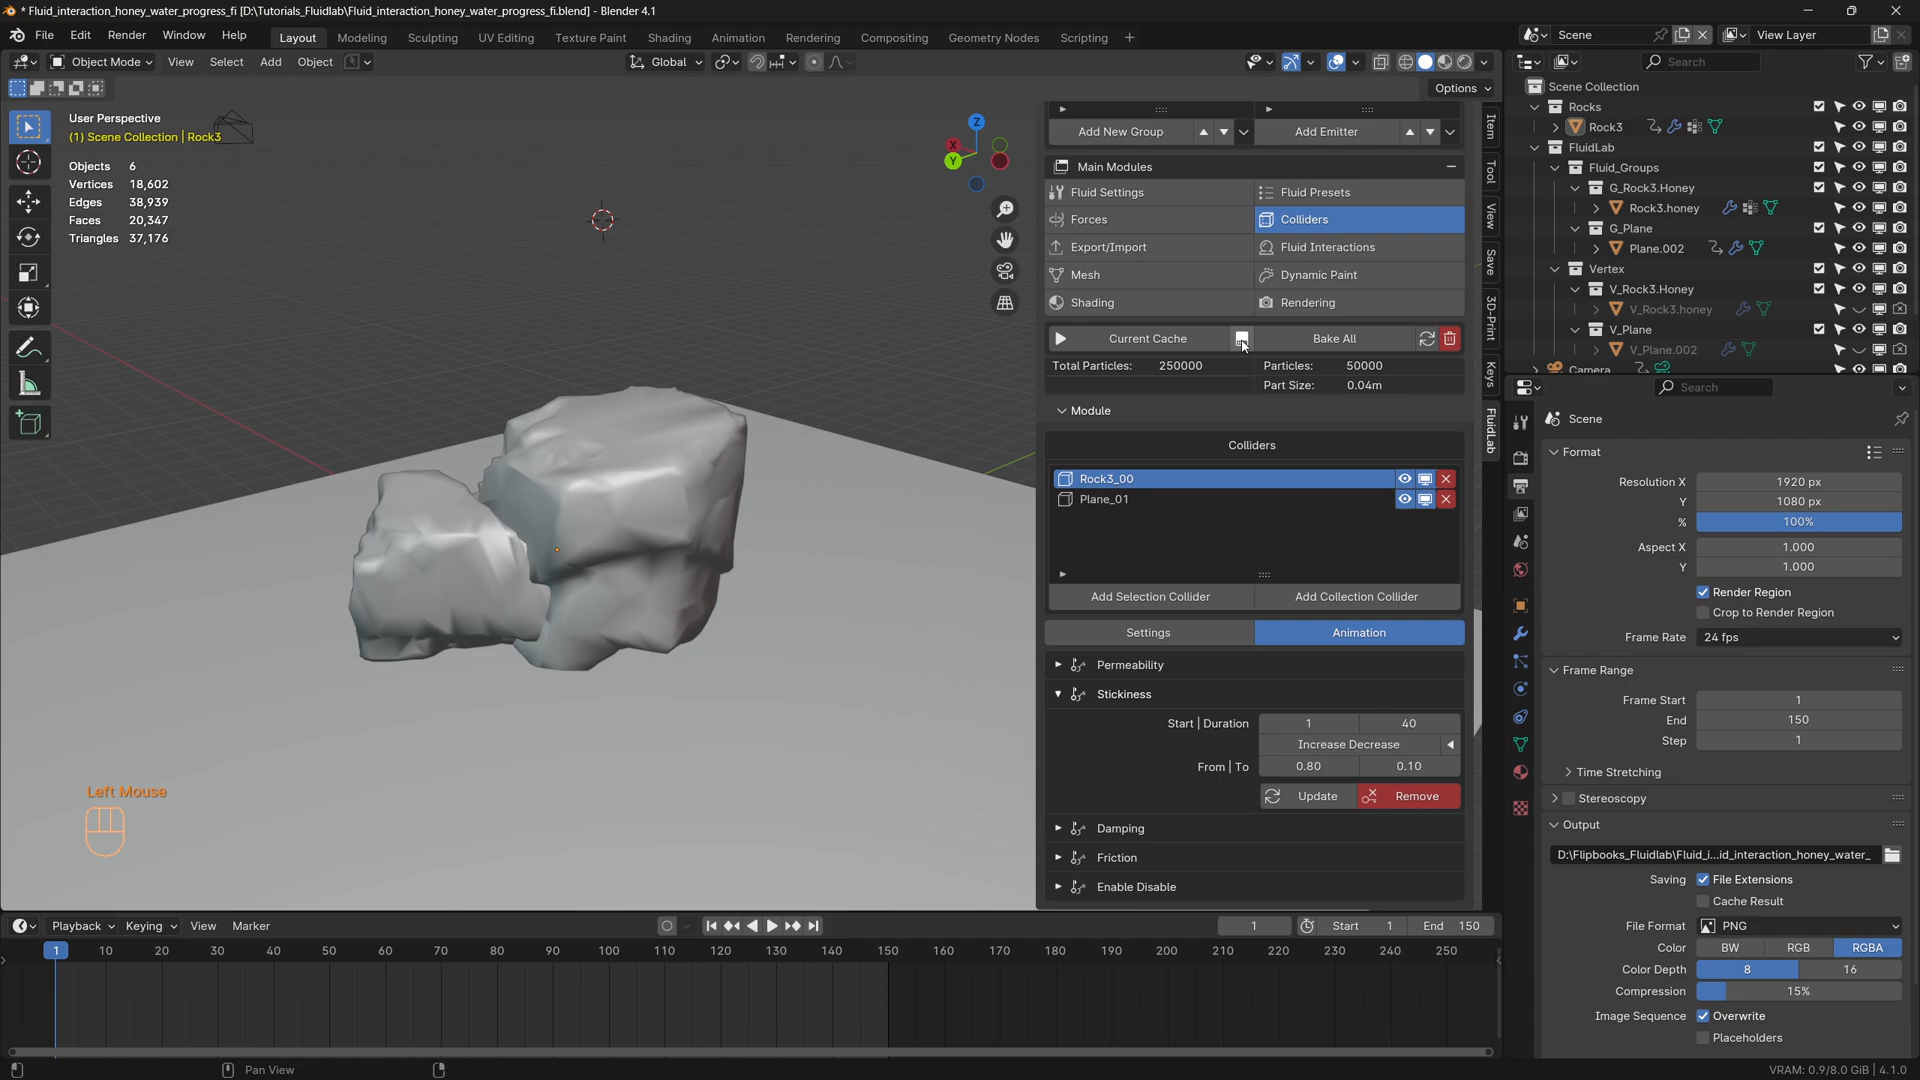 * Fluid_interaction_honey_water_progress_fi [D:\Tutorials_Fluidlab\Fluid_interaction_honey_water_progress_fi.blend] - Blender 4.1
File Edit Render Window Help Layout Modeling Sculpting UV Editing Texture Paint Shading Animation Rendering Compositing Geometry Nodes Scripting +
Scene View Layer
Object Mode View Select Add Object Global
Search
Options
User Perspective
(1) Scene Collection | Rock3
Objects 6
Vertices 18,602
Edges 38,939
Faces 20,347
Triangles 37,176
Z
X
Y
Left Mouse
Add New Group Add Emitter
Main Modules
Fluid Settings Fluid Presets
Forces Colliders
Export/Import Fluid Interactions
Mesh Dynamic Paint
Shading Rendering
Current Cache Bake All
Total Particles: 250000 Particles: 50000
Part Size: 0.04m
Module
Colliders
Rock3_00
Plane_01
Add Selection Collider Add Collection Collider
Settings Animation
Permeability
Stickiness
Start | Duration 1 40
Increase Decrease
From | To 0.80 0.10
Update Remove
Damping
Friction
Enable Disable
Item
Tool
View
Save
3D-Print
Keys
FluidLab
Scene Collection
Rocks
Rock3
FluidLab
Fluid_Groups
G_Rock3.Honey
Rock3.honey
G_Plane
Plane.002
Vertex
V_Rock3.Honey
V_Rock3.honey
V_Plane
V_Plane.002
Camera
Search
Scene
Format
Resolution X 1920 px
Y 1080 px
% 100%
Aspect X 1.000
Y 1.000
Render Region
Crop to Render Region
Frame Rate 24 fps
Frame Range
Frame Start 1
End 150
Step 1
Time Stretching
Stereoscopy
Output
D:\Flipbooks_Fluidlab\Fluid_i...id_interaction_honey_water_
Saving File Extensions
Cache Result
File Format PNG
Color BW RGB RGBA
Color Depth 8 16
Compression 15%
Image Sequence Overwrite
Placeholders
Playback Keying View Marker 1 Start 1 End 150
1 10 20 30 40 50 60 70 80 90 100 110 120 130 140 150 160 170 180 190 200 210 220 230 240 250
Pan View
VRAM: 0.9/8.0 GiB | 4.1.0